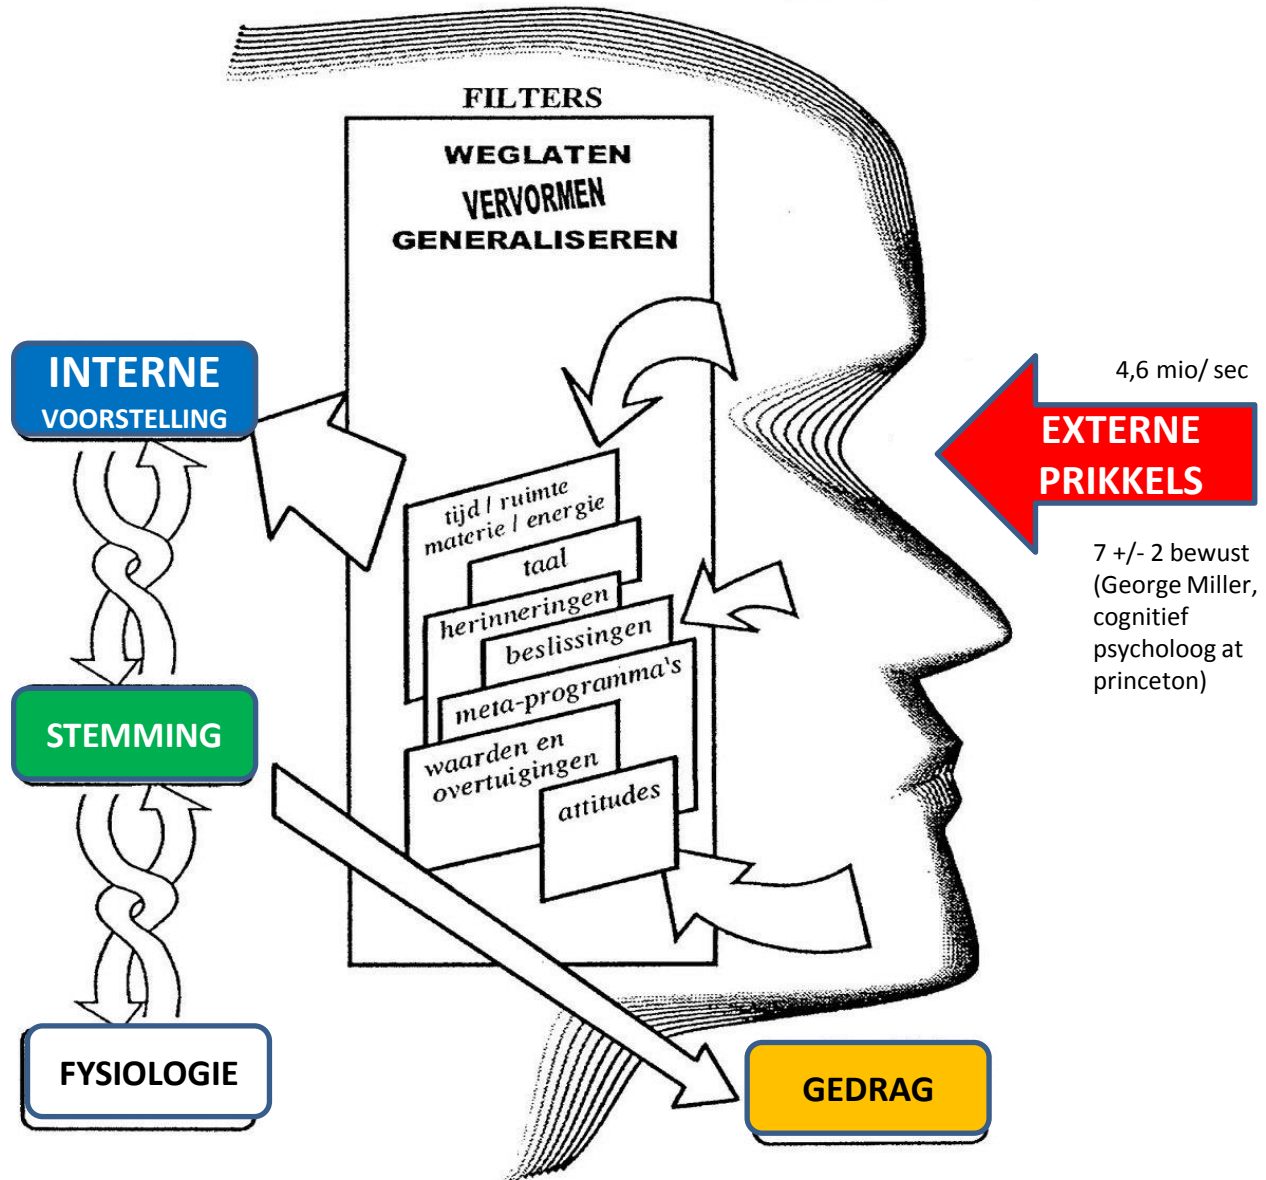 FILTERS
WEGLATEN
VERVORMEN
GENERALISEREN
INTERNE
VOORSTELLING
4,6 mio/ sec
EXTERNE
PRIKKELS
7 +/- 2 bewust
(George Miller,
cognitief
psycholoog at
princeton)
tijd / ruimte
materie / energie
taal
herinneringen
beslissingen
meta-programma's
waarden en
overtuigingen
attitudes
STEMMING
FYSIOLOGIE
GEDRAG